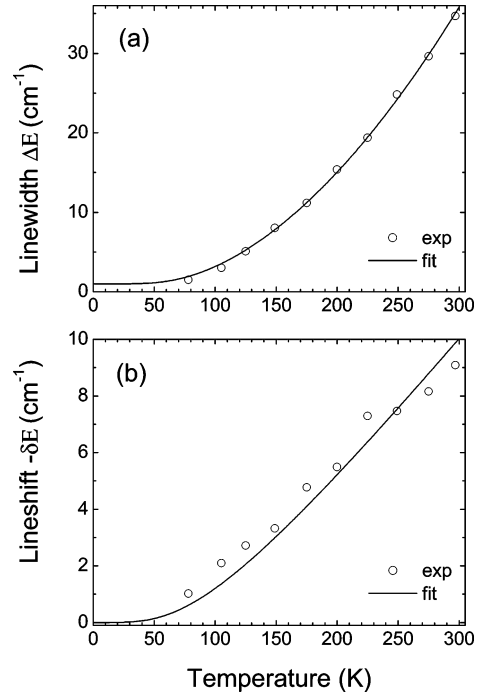 (a)
Linewidth ΔE (cm⁻¹)
30
20
10
0
exp
fit
0 50 100 150 200 250 300
(b)
Lineshift -δE (cm⁻¹)
10
8
6
4
2
0
exp
fit
0 50 100 150 200 250 300
Temperature (K)